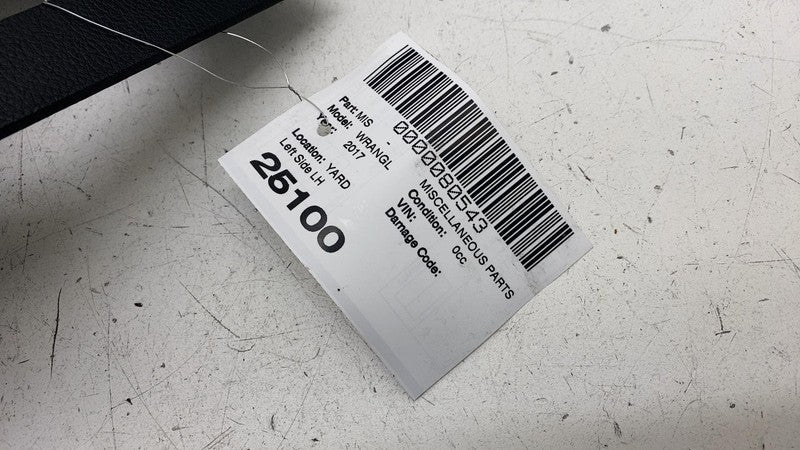 0000080543
Part: MIS - MISCELLANEOUS PARTS
Model: WRANGL Condition: 0cc
Year: 2017 VIN:
Damage Code:
Location: YARD
Left Side LH
25100